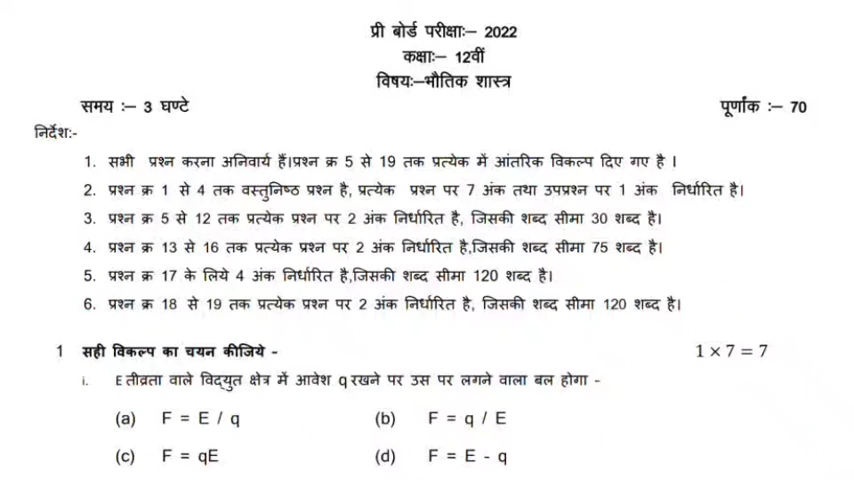 प्री बोर्ड परीक्षाः– 2022
कक्षाः– 12वीं
विषयः–भौतिक शास्त्र
समय :– 3 घण्टे पूर्णांक :– 70
निर्देश:-
1. सभी प्रश्न करना अनिवार्य हैं।प्रश्न क्र 5 से 19 तक प्रत्येक में आंतरिक विकल्प दिए गए है ।
2. प्रश्न क्र 1 से 4 तक वस्तुनिष्ठ प्रश्न है, प्रत्येक प्रश्न पर 7 अंक तथा उपप्रश्न पर 1 अंक निर्धारित है।
3. प्रश्न क्र 5 से 12 तक प्रत्येक प्रश्न पर 2 अंक निर्धारित है, जिसकी शब्द सीमा 30 शब्द है।
4. प्रश्न क्र 13 से 16 तक प्रत्येक प्रश्न पर 2 अंक निर्धारित है,जिसकी शब्द सीमा 75 शब्द है।
5. प्रश्न क्र 17 के लिये 4 अंक निर्धारित है,जिसकी शब्द सीमा 120 शब्द है।
6. प्रश्न क्र 18 से 19 तक प्रत्येक प्रश्न पर 2 अंक निर्धारित है, जिसकी शब्द सीमा 120 शब्द है।
1 सही विकल्प का चयन कीजिये - 1 × 7 = 7
i. E तीव्रता वाले विद्युत क्षेत्र में आवेश q रखने पर उस पर लगने वाला बल होगा -
(a) F = E / q (b) F = q / E
(c) F = qE (d) F = E - q